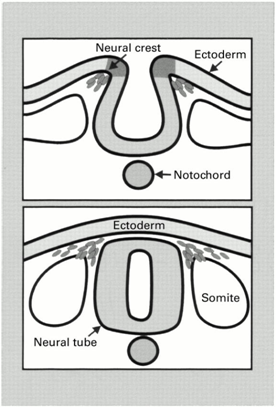 Neural crest
Ectoderm
Notochord
Ectoderm
Somite
Neural tube